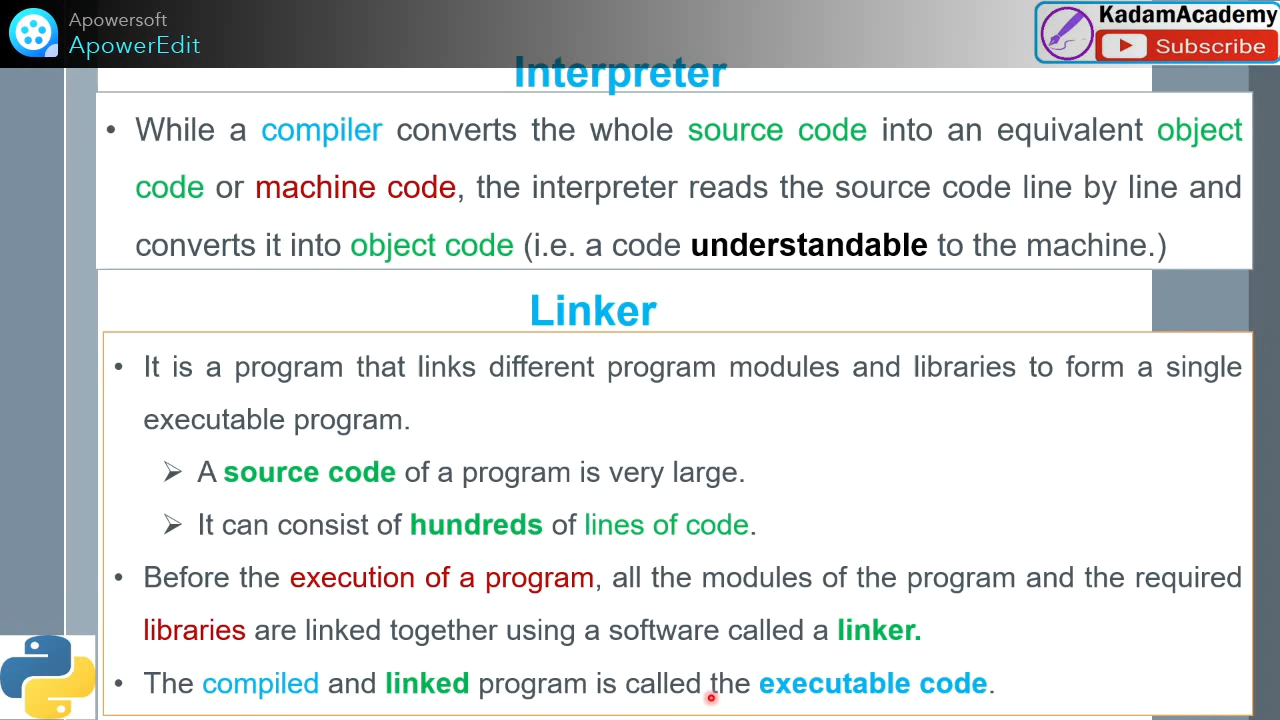 Apowersoft
ApowerEdit
KadamAcademy
Subscribe
Interpreter
• While a compiler converts the whole source code into an equivalent object
code or machine code, the interpreter reads the source code line by line and
converts it into object code (i.e. a code understandable to the machine.)
Linker
• It is a program that links different program modules and libraries to form a single
executable program.
➢ A source code of a program is very large.
➢ It can consist of hundreds of lines of code.
• Before the execution of a program, all the modules of the program and the required
libraries are linked together using a software called a linker.
• The compiled and linked program is called the executable code.